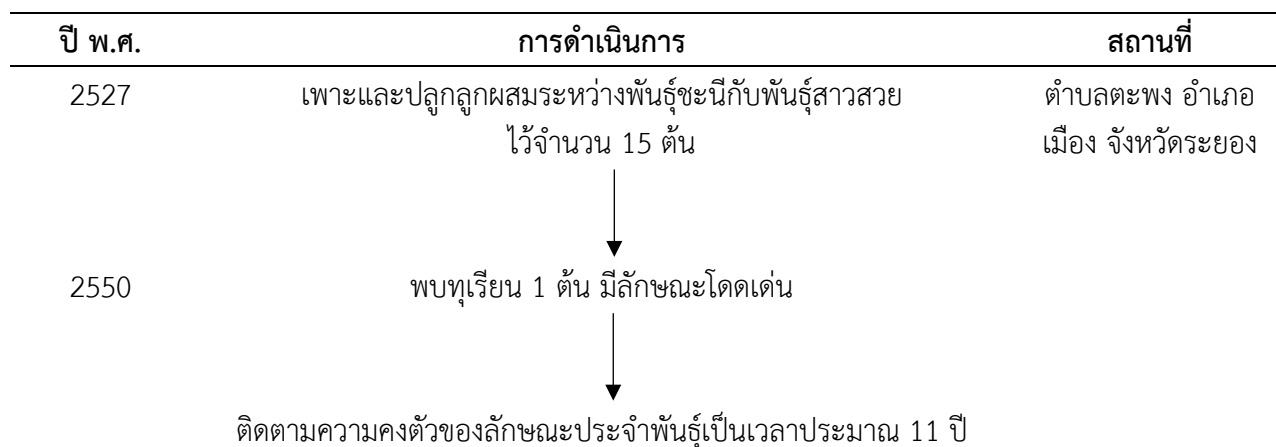 ปี พ.ศ. การดำเนินการ สถานที่
2527 เพาะและปลูกลูกผสมระหว่างพันธุ์ชะนีกับพันธุ์สาวสวย ตำบลตะพง อำเภอ
ไว้จำนวน 15 ต้น เมือง จังหวัดระยอง
2550 พบทุเรียน 1 ต้น มีลักษณะโดดเด่น
ติดตามความคงตัวของลักษณะประจำพันธุ์เป็นเวลาประมาณ 11 ปี